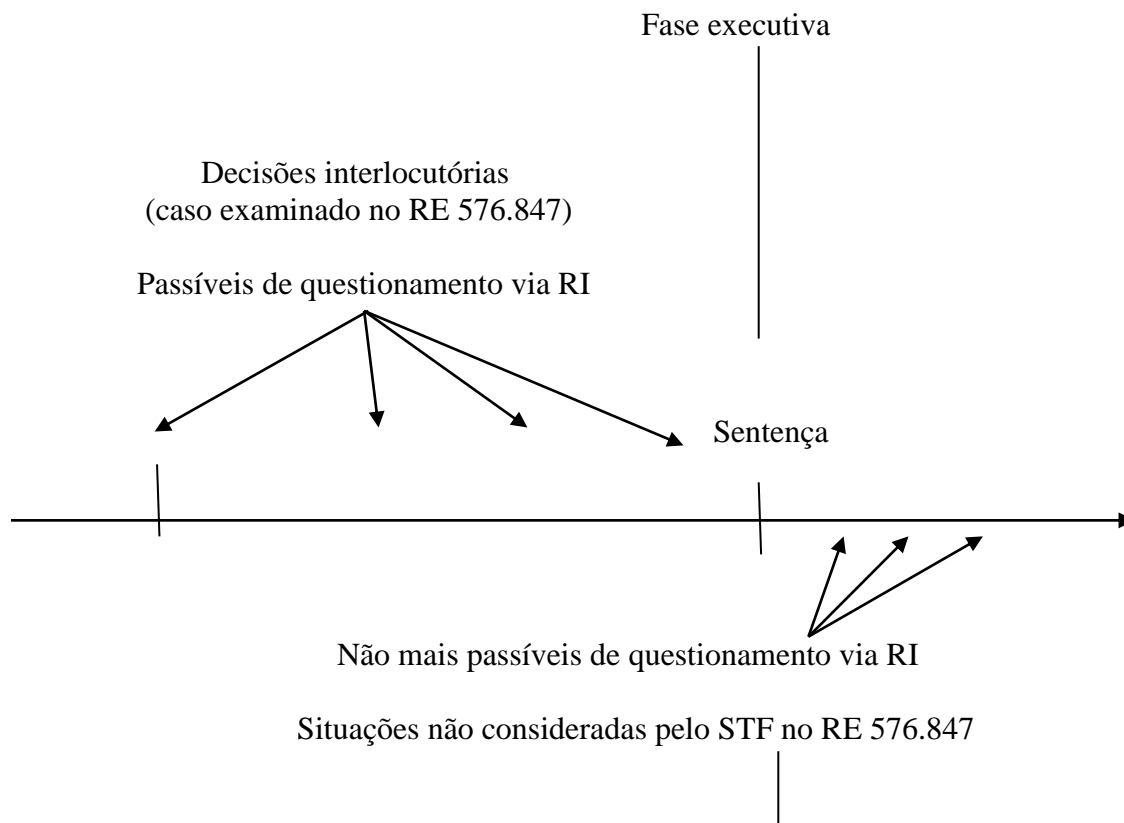 Fase executiva
Decisões interlocutórias
(caso examinado no RE 576.847)
Passíveis de questionamento via RI
Sentença
Não mais passíveis de questionamento via RI
Situações não consideradas pelo STF no RE 576.847